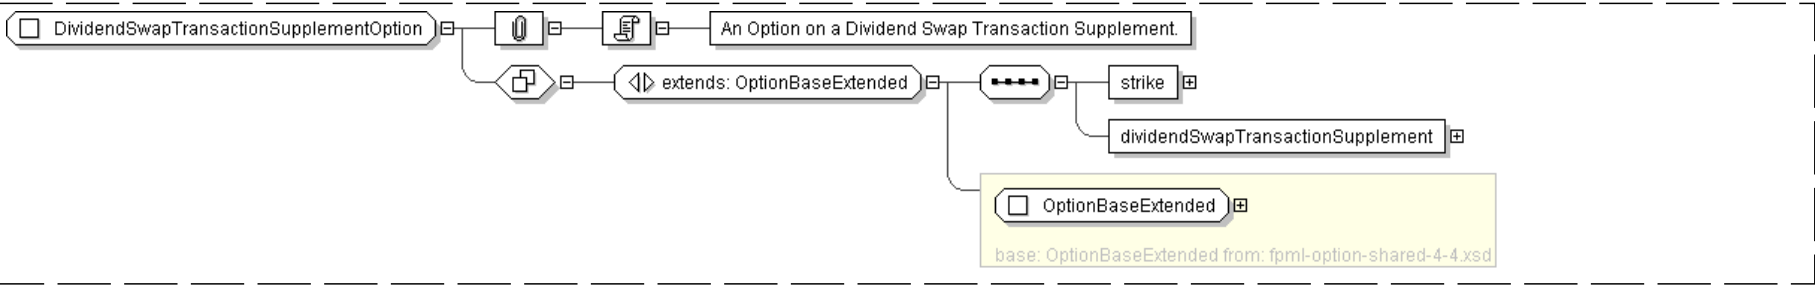 DividendSwapTransactionSupplementOption
An Option on a Dividend Swap Transaction Supplement.
extends: OptionBaseExtended
strike
dividendSwapTransactionSupplement
OptionBaseExtended
base: OptionBaseExtended from: fpml-option-shared-4-4.xsd